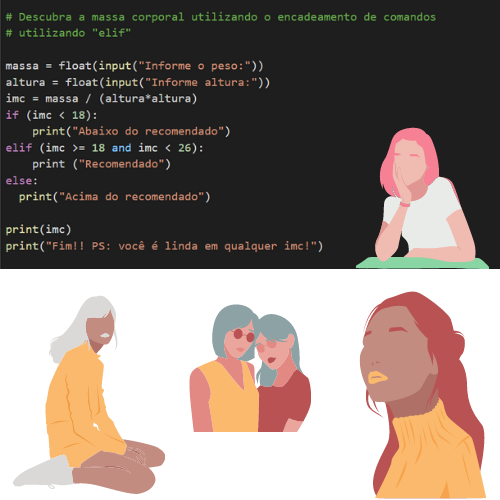 # Descubra a massa corporal utilizando o encadeamento de comandos
# utilizando "elif"
massa = float(input("Informe o peso:"))
altura = float(input("Informe altura:"))
imc = massa / (altura*altura)
if (imc < 18):
    print("Abaixo do recomendado")
elif (imc >= 18 and imc < 26):
    print ("Recomendado")
else:
  print("Acima do recomendado")
print(imc)
print("Fim!! PS: você é linda em qualquer imc!")